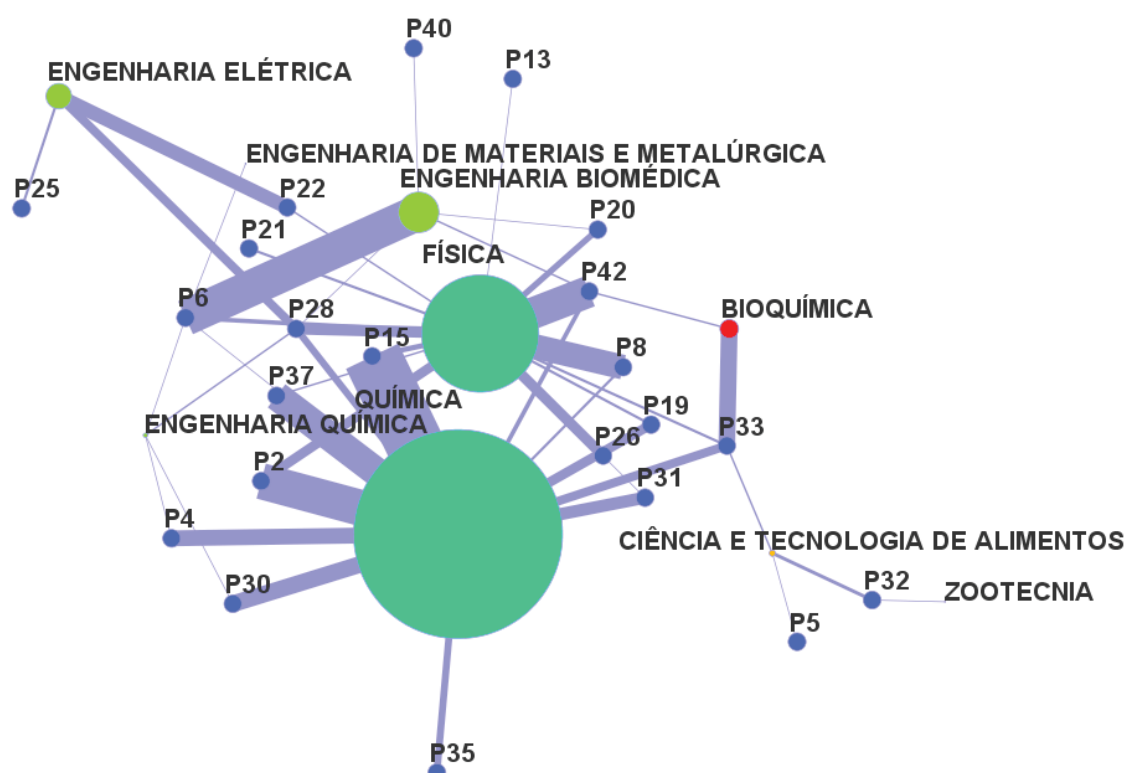 P40
P13
ENGENHARIA ELÉTRICA
ENGENHARIA DE MATERIAIS E METALÚRGICA
ENGENHARIA BIOMÉDICA
P25
P22
P20
P21
FÍSICA
P42
P6
P28
BIOQUÍMICA
P15
P8
P37
QUÍMICA
P19
ENGENHARIA QUÍMICA
P33
P26
P2
P31
P4
CIÊNCIA E TECNOLOGIA DE ALIMENTOS
P30
P32
ZOOTECNIA
P5
P35